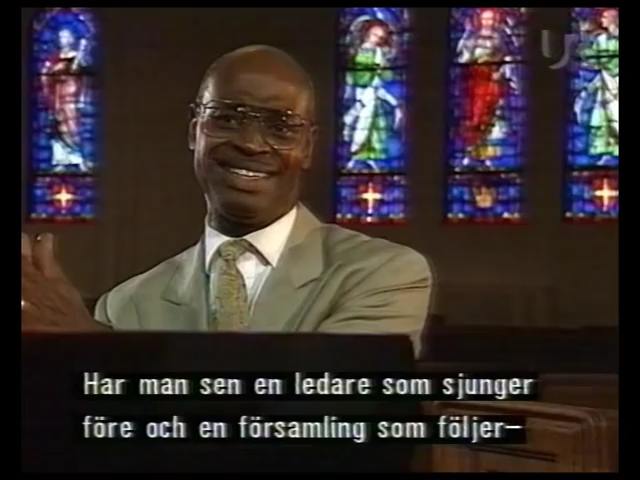 U
Har man sen en ledare som sjunger
före och en församling som följer–